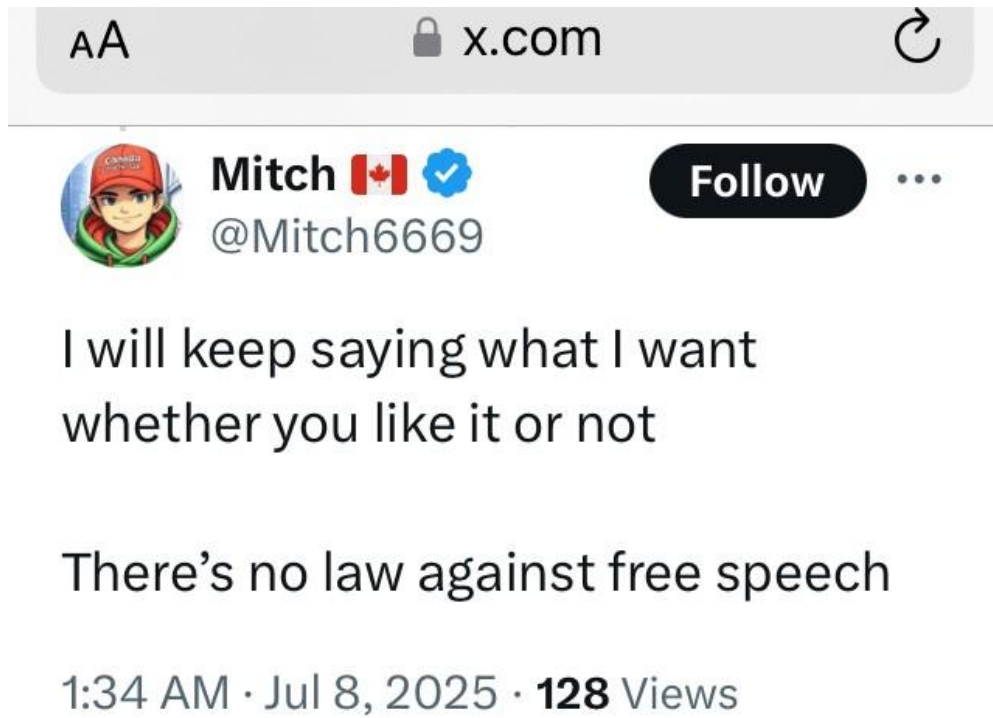 AA x.com
Mitch 🇨🇦
Follow
@Mitch6669
I will keep saying what I want
whether you like it or not
There’s no law against free speech
1:34 AM · Jul 8, 2025 · 128 Views